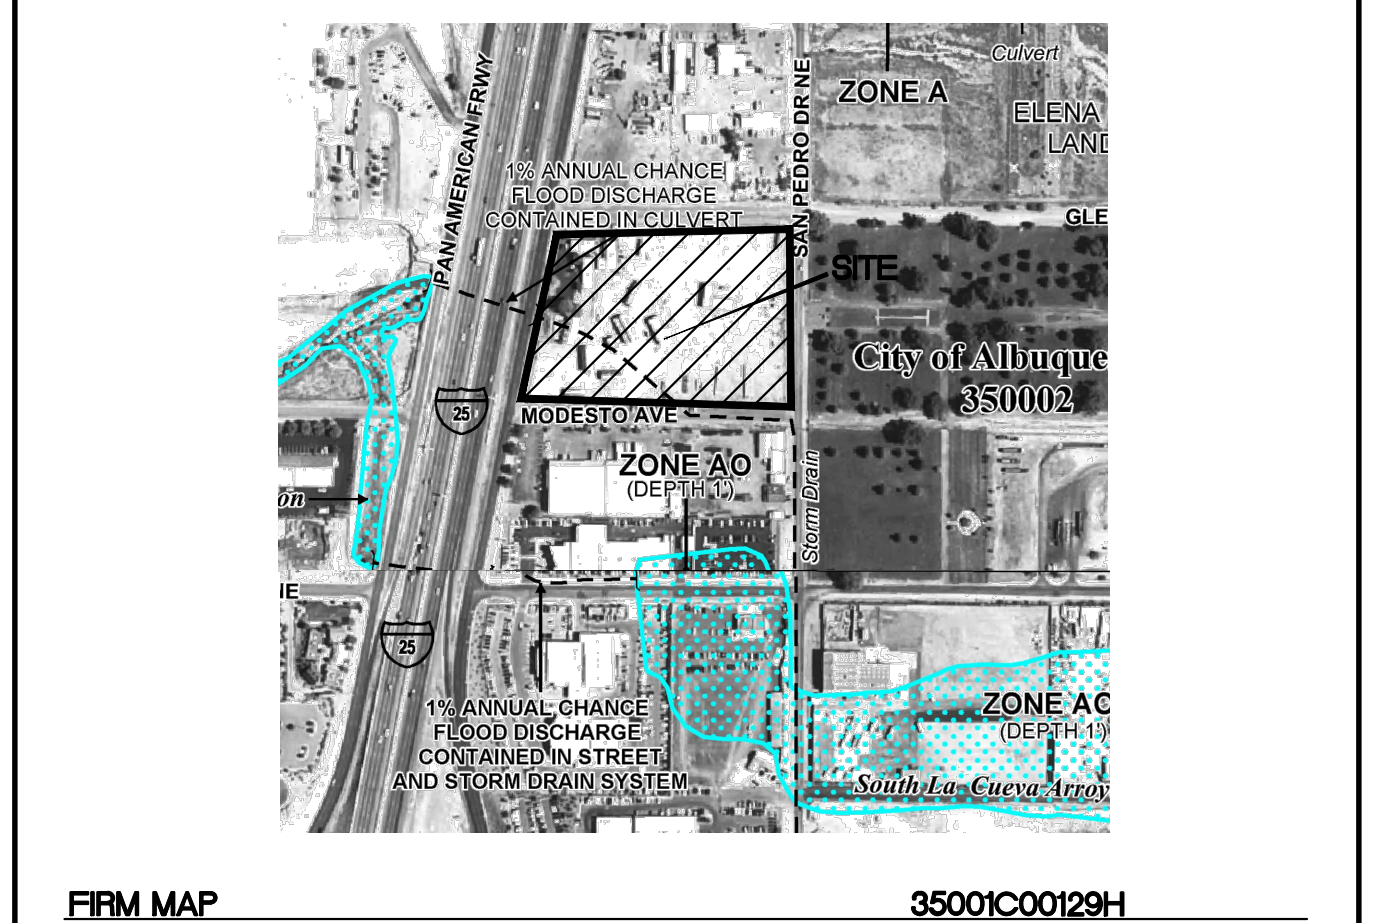 Culvert
ZONE A
ELENA
LAND
PAN AMERICAN FRWY
SAN PEDRO DR NE
1% ANNUAL CHANCE
FLOOD DISCHARGE
CONTAINED IN CULVERT
GLE
SITE
City of Albuque
350002
25
MODESTO AVE
ZONE AO
(DEPTH 1')
on
Storm Drain
NE
25
1% ANNUAL CHANCE
FLOOD DISCHARGE
CONTAINED IN STREET
AND STORM DRAIN SYSTEM
ZONE AO
(DEPTH 1')
South La Cueva Arroy
FIRM MAP
35001C00129H